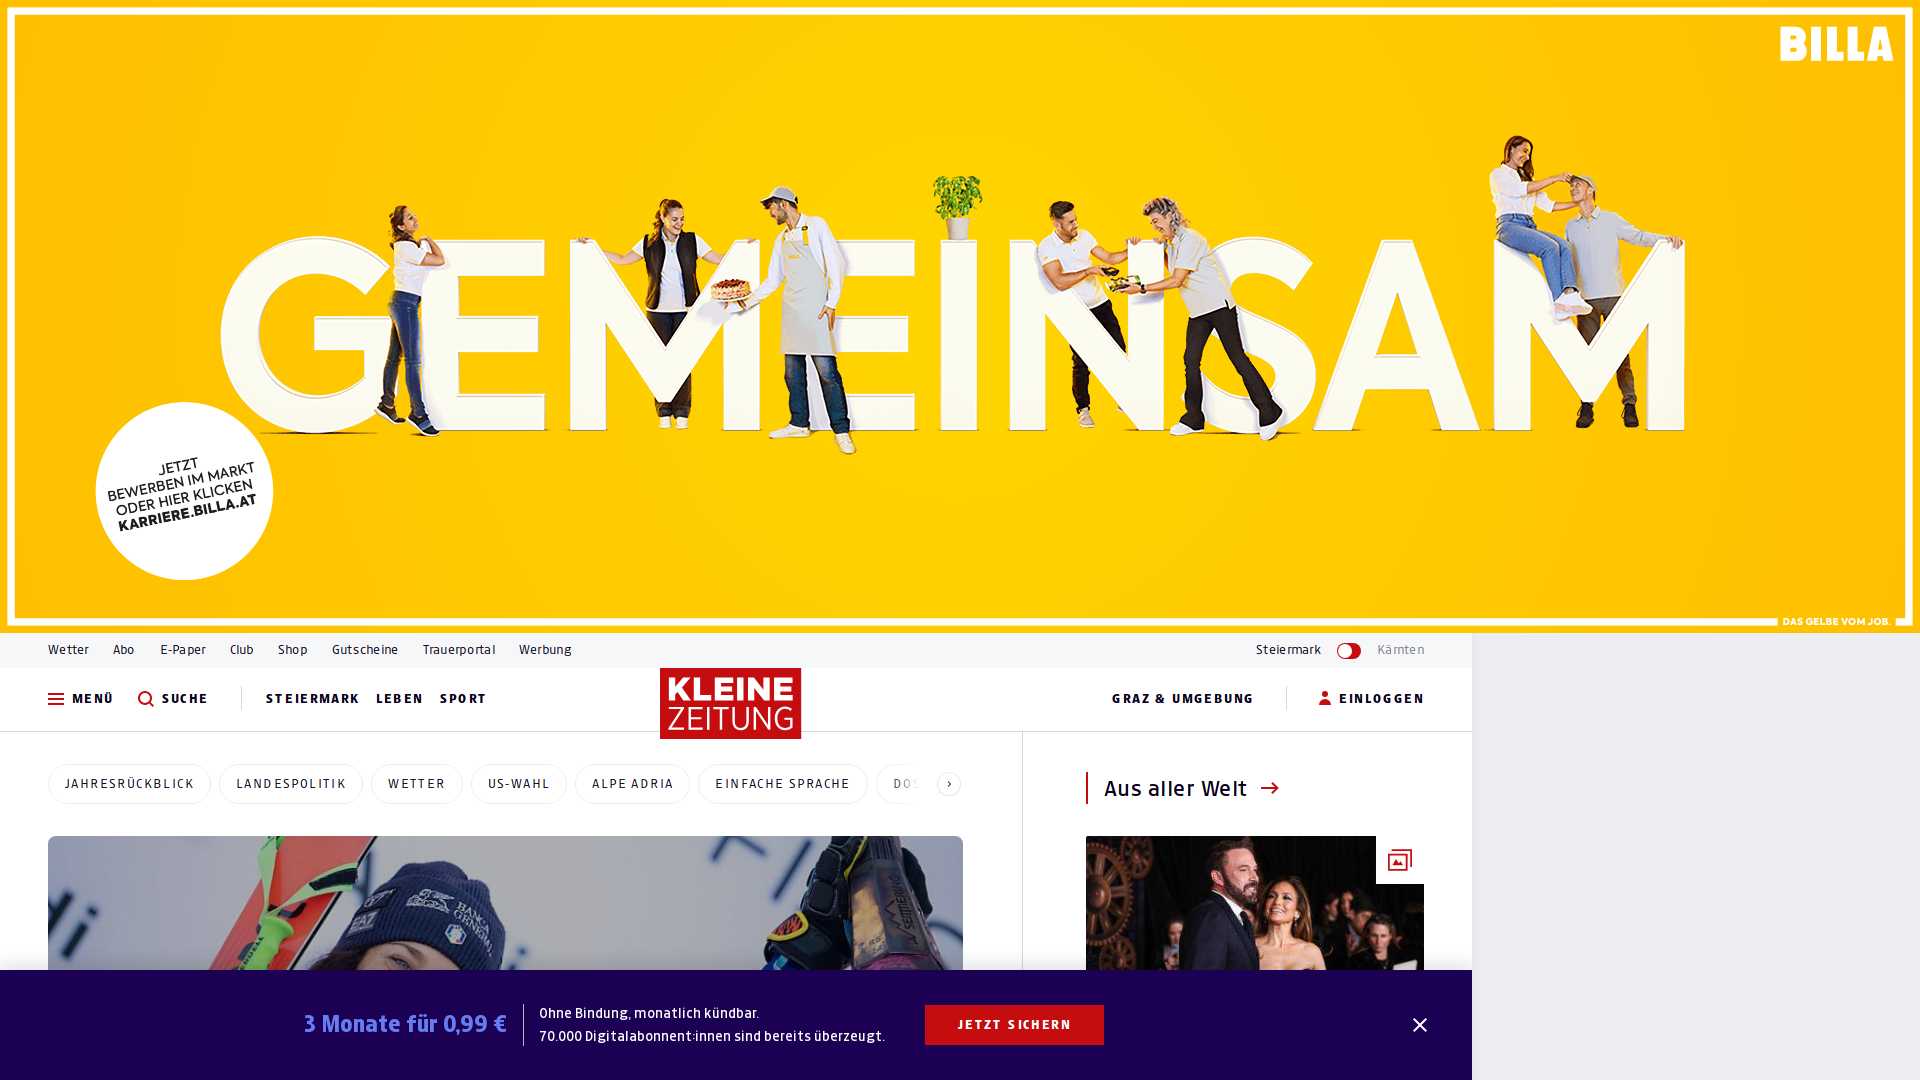 BILLA
GEMEINSAM
JETZT
BEWERBEN IM MARKT
ODER HIER KLICKEN
KARRIERE.BILLA.AT
DAS GELBE VOM JOB.
Wetter Abo E-Paper Club Shop Gutscheine Trauerportal Werbung
Steiermark Kärnten
MENÜ SUCHE STEIERMARK LEBEN SPORT
KLEINE
ZEITUNG
GRAZ & UMGEBUNG EINLOGGEN
JAHRESRÜCKBLICK LANDESPOLITIK WETTER US-WAHL ALPE ADRIA EINFACHE SPRACHE
Aus aller Welt
BANCA
GENERALI
3 Monate für 0,99 €
Ohne Bindung, monatlich kündbar.
70.000 Digitalabonnent:innen sind bereits überzeugt.
JETZT SICHERN